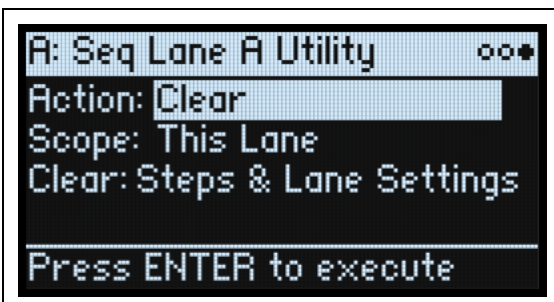 A: Seq Lane A Utility
Action: Clear
Scope: This Lane
Clear: Steps & Lane Settings
Press ENTER to execute